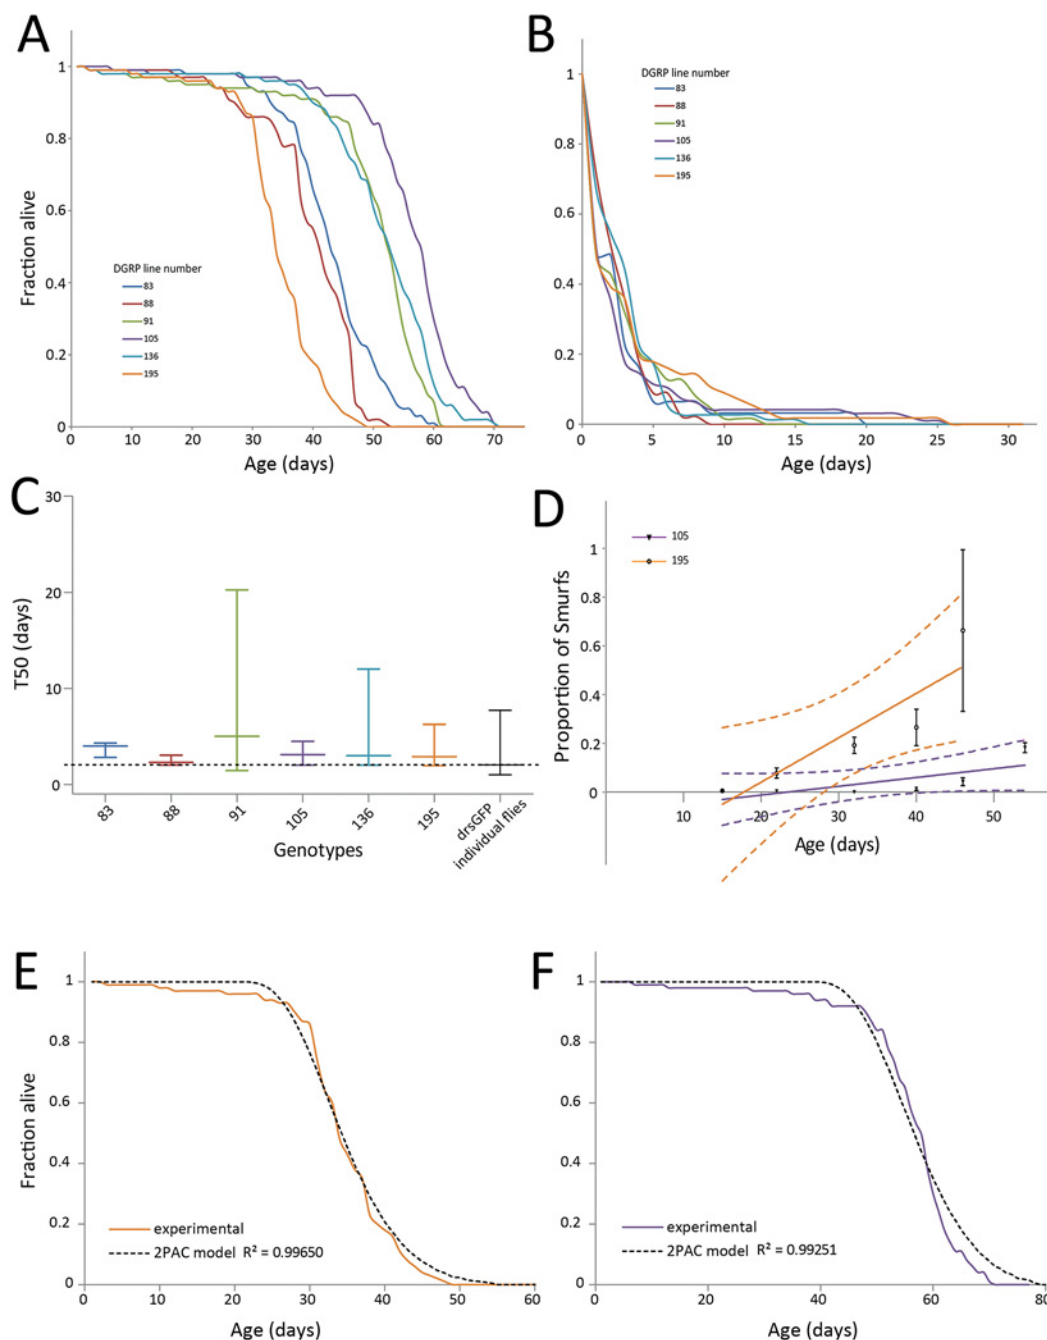 A
Fraction alive
1
0.8
0.6
0.4
0.2
0
DGRP line number
83
88
91
105
136
195
0 10 20 30 40 50 60 70
Age (days)
B
1
0.8
0.6
0.4
0.2
0
DGRP line number
83
88
91
105
136
195
0 5 10 15 20 25 30
Age (days)
C
T50 (days)
30
20
10
0
83 88 91 105 136 195 drsGFP individual flies
Genotypes
D
Proportion of Smurfs
105
195
1
0.8
0.6
0.4
0.2
0
10 20 30 40 50
Age (days)
E
Fraction alive
1
0.8
0.6
0.4
0.2
0
experimental
2PAC model R² = 0.99650
0 10 20 30 40 50 60
Age (days)
F
1
0.8
0.6
0.4
0.2
0
experimental
2PAC model R² = 0.99251
0 20 40 60 80
Age (days)